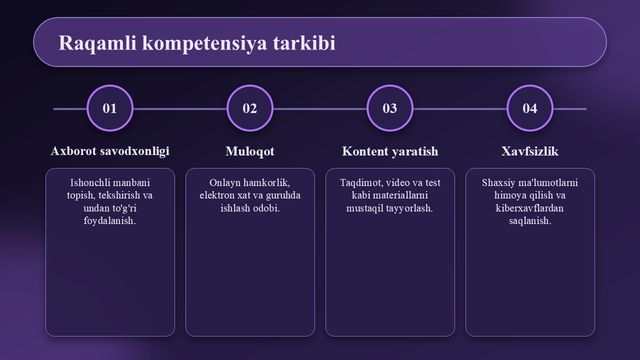 Raqamli kompetensiya tarkibi
01
02
03
04
Axborot savodxonligi
Muloqot
Kontent yaratish
Xavfsizlik
Ishonchli manbani
topish, tekshirish va
undan to'g'ri
foydalanish.
Onlayn hamkorlik,
elektron xat va guruhda
ishlash odobi.
Taqdimot, video va test
kabi materiallarni
mustaqil tayyorlash.
Shaxsiy ma'lumotlarni
himoya qilish va
kiberxavflardan
saqlanish.